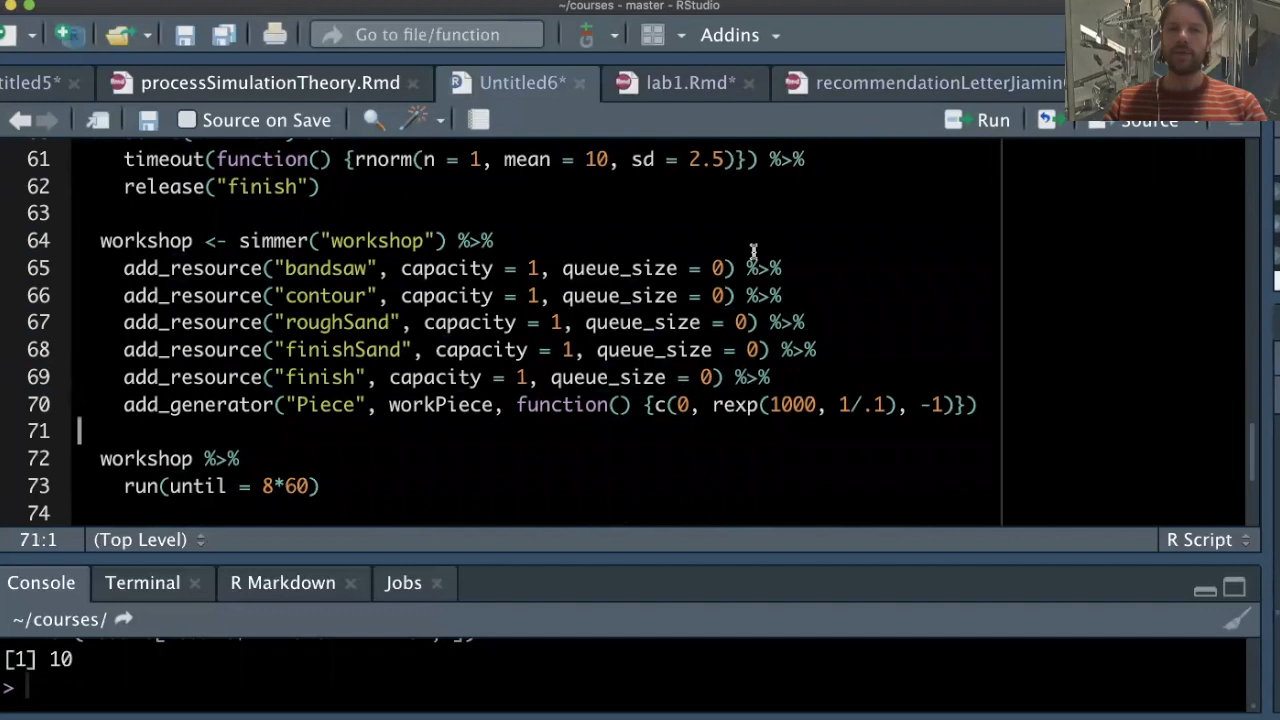 ~/courses - master - RStudio
Go to file/function
Addins
titled5*
processSimulationTheory.Rmd
Untitled6*
lab1.Rmd*
recommendationLetterJiamin
Source on Save
Run
Source
61 timeout(function() {rnorm(n = 1, mean = 10, sd = 2.5)}) %>%
62 release("finish")
63
64 workshop <- simmer("workshop") %>%
65 add_resource("bandsaw", capacity = 1, queue_size = 0) %>%
66 add_resource("contour", capacity = 1, queue_size = 0) %>%
67 add_resource("roughSand", capacity = 1, queue_size = 0) %>%
68 add_resource("finishSand", capacity = 1, queue_size = 0) %>%
69 add_resource("finish", capacity = 1, queue_size = 0) %>%
70 add_generator("Piece", workPiece, function() {c(0, rexp(1000, 1/.1), -1)})
71
72 workshop %>%
73 run(until = 8*60)
74
71:1
(Top Level)
R Script
Console
Terminal
R Markdown
Jobs
~/courses/
[1] 10
>